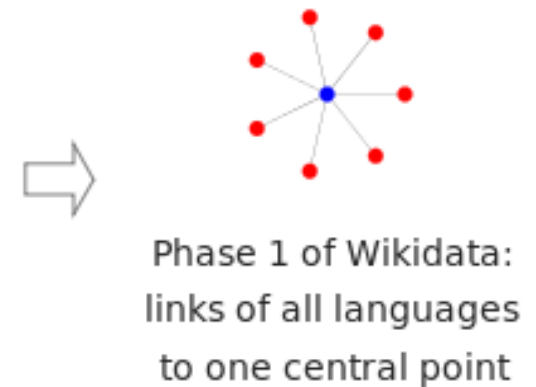 Phase 1 of Wikidata:
links of all languages
to one central point